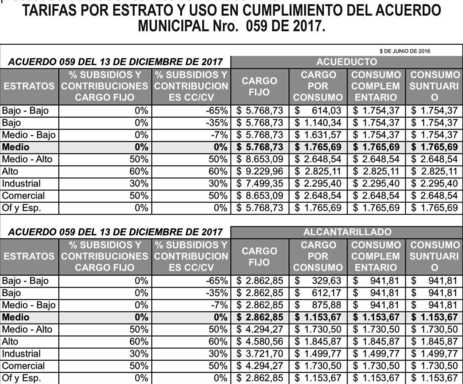 TARIFAS POR ESTRATO Y USO EN CUMPLIMIENTO DEL ACUERDO
MUNICIPAL Nro. 059 DE 2017.
$ DE JUNIO DE 2016
ACUERDO 059 DEL 13 DE DICIEMBRE DE 2017 ACUEDUCTO
ESTRATOS % SUBSIDIOS Y CONTRIBUCIONES CARGO FIJO % SUBSIDIOS Y CONTRIBUCION ES CC/CV CARGO FIJO CARGO POR CONSUMO CONSUMO COMPLEM ENTARIO CONSUMO SUNTUARI O
Bajo - Bajo 0% -65% $ 5.768,73 $ 614,03 $ 1.754,37 $ 1.754,37
Bajo 0% -35% $ 5.768,73 $ 1.140,34 $ 1.754,37 $ 1.754,37
Medio - Bajo 0% -7% $ 5.768,73 $ 1.631,57 $ 1.754,37 $ 1.754,37
Medio 0% 0% $ 5.768,73 $ 1.765,69 $ 1.765,69 $ 1.765,69
Medio - Alto 50% 50% $ 8.653,09 $ 2.648,54 $ 2.648,54 $ 2.648,54
Alto 60% 60% $ 9.229,96 $ 2.825,11 $ 2.825,11 $ 2.825,11
Industrial 30% 30% $ 7.499,35 $ 2.295,40 $ 2.295,40 $ 2.295,40
Comercial 50% 50% $ 8.653,09 $ 2.648,54 $ 2.648,54 $ 2.648,54
Of y Esp. 0% 0% $ 5.768,73 $ 1.765,69 $ 1.765,69 $ 1.765,69
ACUERDO 059 DEL 13 DE DICIEMBRE DE 2017 ALCANTARILLADO
ESTRATOS % SUBSIDIOS Y CONTRIBUCIONES CARGO FIJO % SUBSIDIOS Y CONTRIBUCION ES CC/CV CARGO FIJO CARGO POR CONSUMO CONSUMO COMPLEM ENTARIO CONSUMO SUNTUARI O
Bajo - Bajo 0% -65% $ 2.862,85 $ 329,63 $ 941,81 $ 941,81
Bajo 0% -35% $ 2.862,85 $ 612,17 $ 941,81 $ 941,81
Medio - Bajo 0% -7% $ 2.862,85 $ 875,88 $ 941,81 $ 941,81
Medio 0% 0% $ 2.862,85 $ 1.153,67 $ 1.153,67 $ 1.153,67
Medio - Alto 50% 50% $ 4.294,27 $ 1.730,50 $ 1.730,50 $ 1.730,50
Alto 60% 60% $ 4.580,56 $ 1.845,87 $ 1.845,87 $ 1.845,87
Industrial 30% 30% $ 3.721,70 $ 1.499,77 $ 1.499,77 $ 1.499,77
Comercial 50% 50% $ 4.294,27 $ 1.730,50 $ 1.730,50 $ 1.730,50
Of y Esp. 0% 0% $ 2.862,85 $ 1.153,67 $ 1.153,67 $ 1.153,67